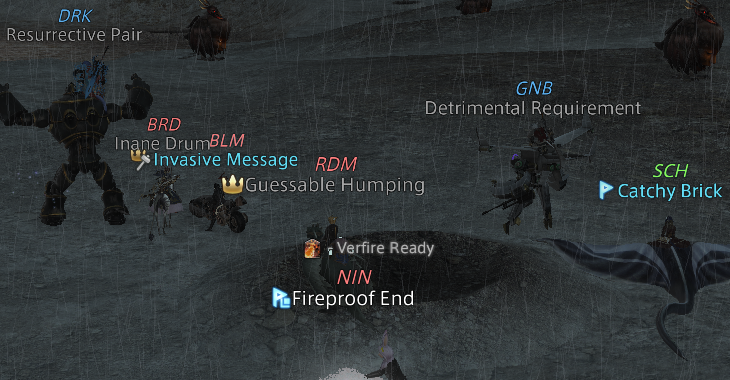 DRK
Resurrective Pair
GNB
Detrimental Requirement
BRD
Inane Drum
BLM
Invasive Message
RDM
Guessable Humping
SCH
Catchy Brick
Verfire Ready
NIN
Fireproof End